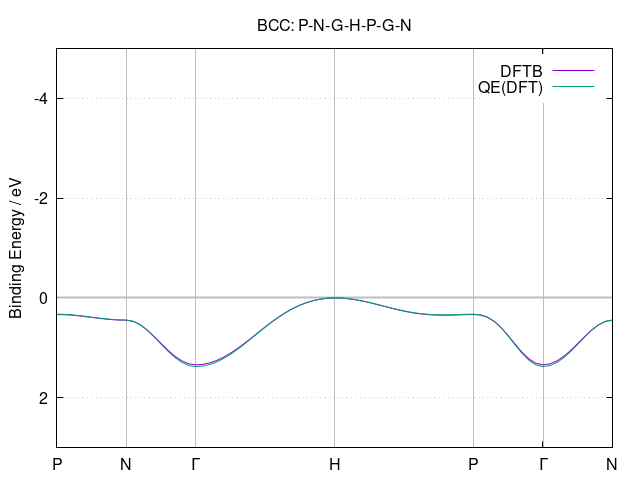 BCC: P-N-G-H-P-G-N
DFTB
QE(DFT)
Binding Energy / eV
-4
-2
0
2
P N Γ H P Γ N